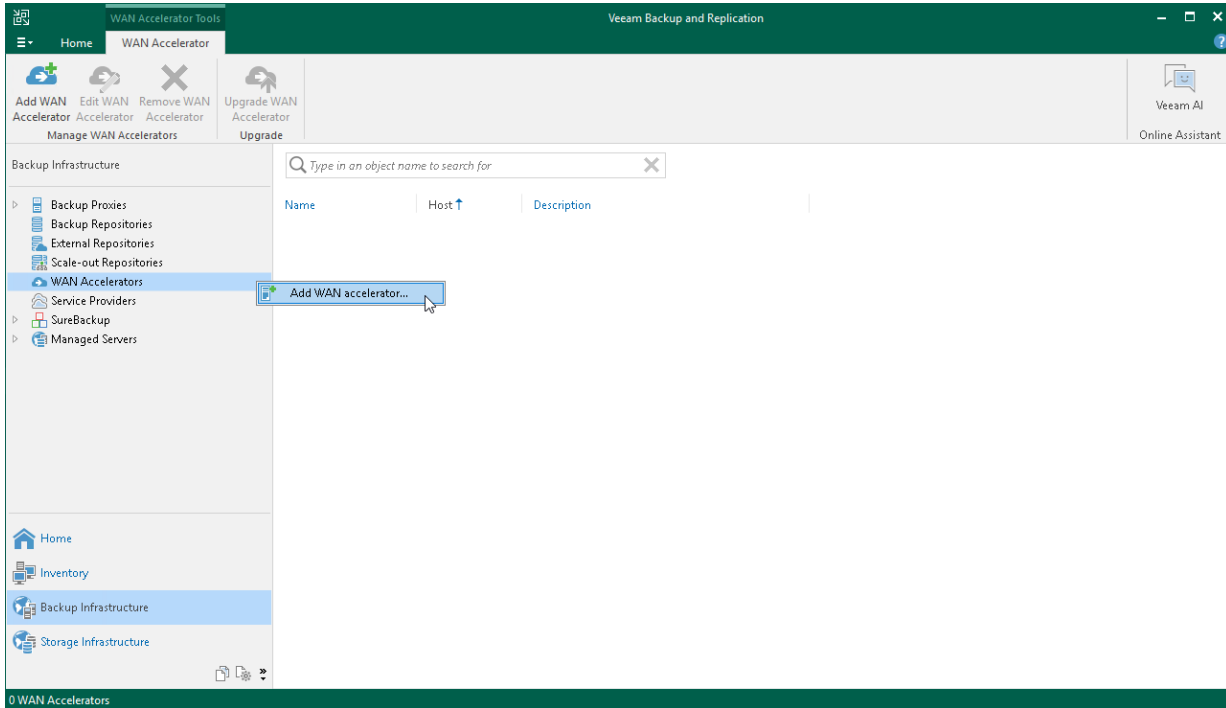 WAN Accelerator Tools
Veeam Backup and Replication
Home
WAN Accelerator
Add WAN Accelerator
Edit WAN Accelerator
Remove WAN Accelerator
Upgrade WAN Accelerator
Manage WAN Accelerators
Upgrade
Veeam AI
Online Assistant
Backup Infrastructure
Type in an object name to search for
Name
Host
Description
Backup Proxies
Backup Repositories
External Repositories
Scale-out Repositories
WAN Accelerators
Add WAN accelerator...
Service Providers
SureBackup
Managed Servers
Home
Inventory
Backup Infrastructure
Storage Infrastructure
0 WAN Accelerators